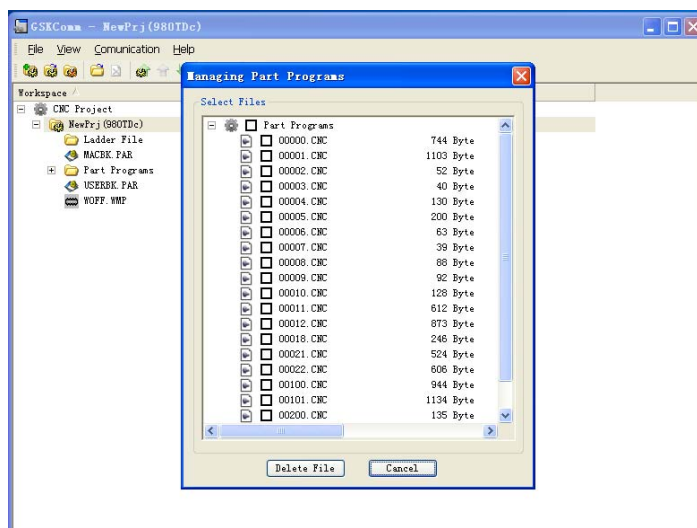 GSKComm - NewPrj(980TDc)
File View Comunication Help
Managing Part Programs
Workspace
CNC Project
NewPrj(980TDc)
Ladder File
MACBK.PAR
Part Programs
USERBK.PAR
WOFF.WMP
Select Files
Part Programs
O0000.CNC 744 Byte
O0001.CNC 1103 Byte
O0002.CNC 52 Byte
O0003.CNC 40 Byte
O0004.CNC 130 Byte
O0005.CNC 200 Byte
O0006.CNC 63 Byte
O0007.CNC 39 Byte
O0008.CNC 88 Byte
O0009.CNC 92 Byte
O0010.CNC 128 Byte
O0011.CNC 612 Byte
O0012.CNC 873 Byte
O0018.CNC 246 Byte
O0021.CNC 524 Byte
O0022.CNC 606 Byte
O0100.CNC 944 Byte
O0101.CNC 1134 Byte
O0200.CNC 135 Byte
Delete File Cancel